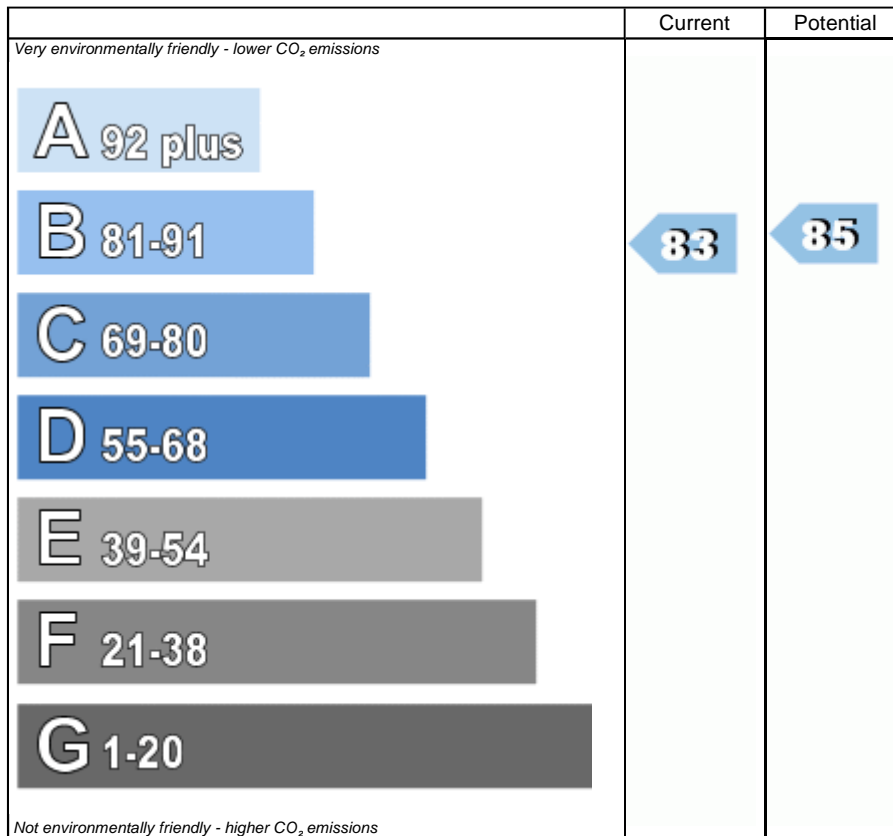 Current Potential
Very environmentally friendly - lower CO₂ emissions
A 92 plus
B 81-91
83
85
C 69-80
D 55-68
E 39-54
F 21-38
G 1-20
Not environmentally friendly - higher CO₂ emissions